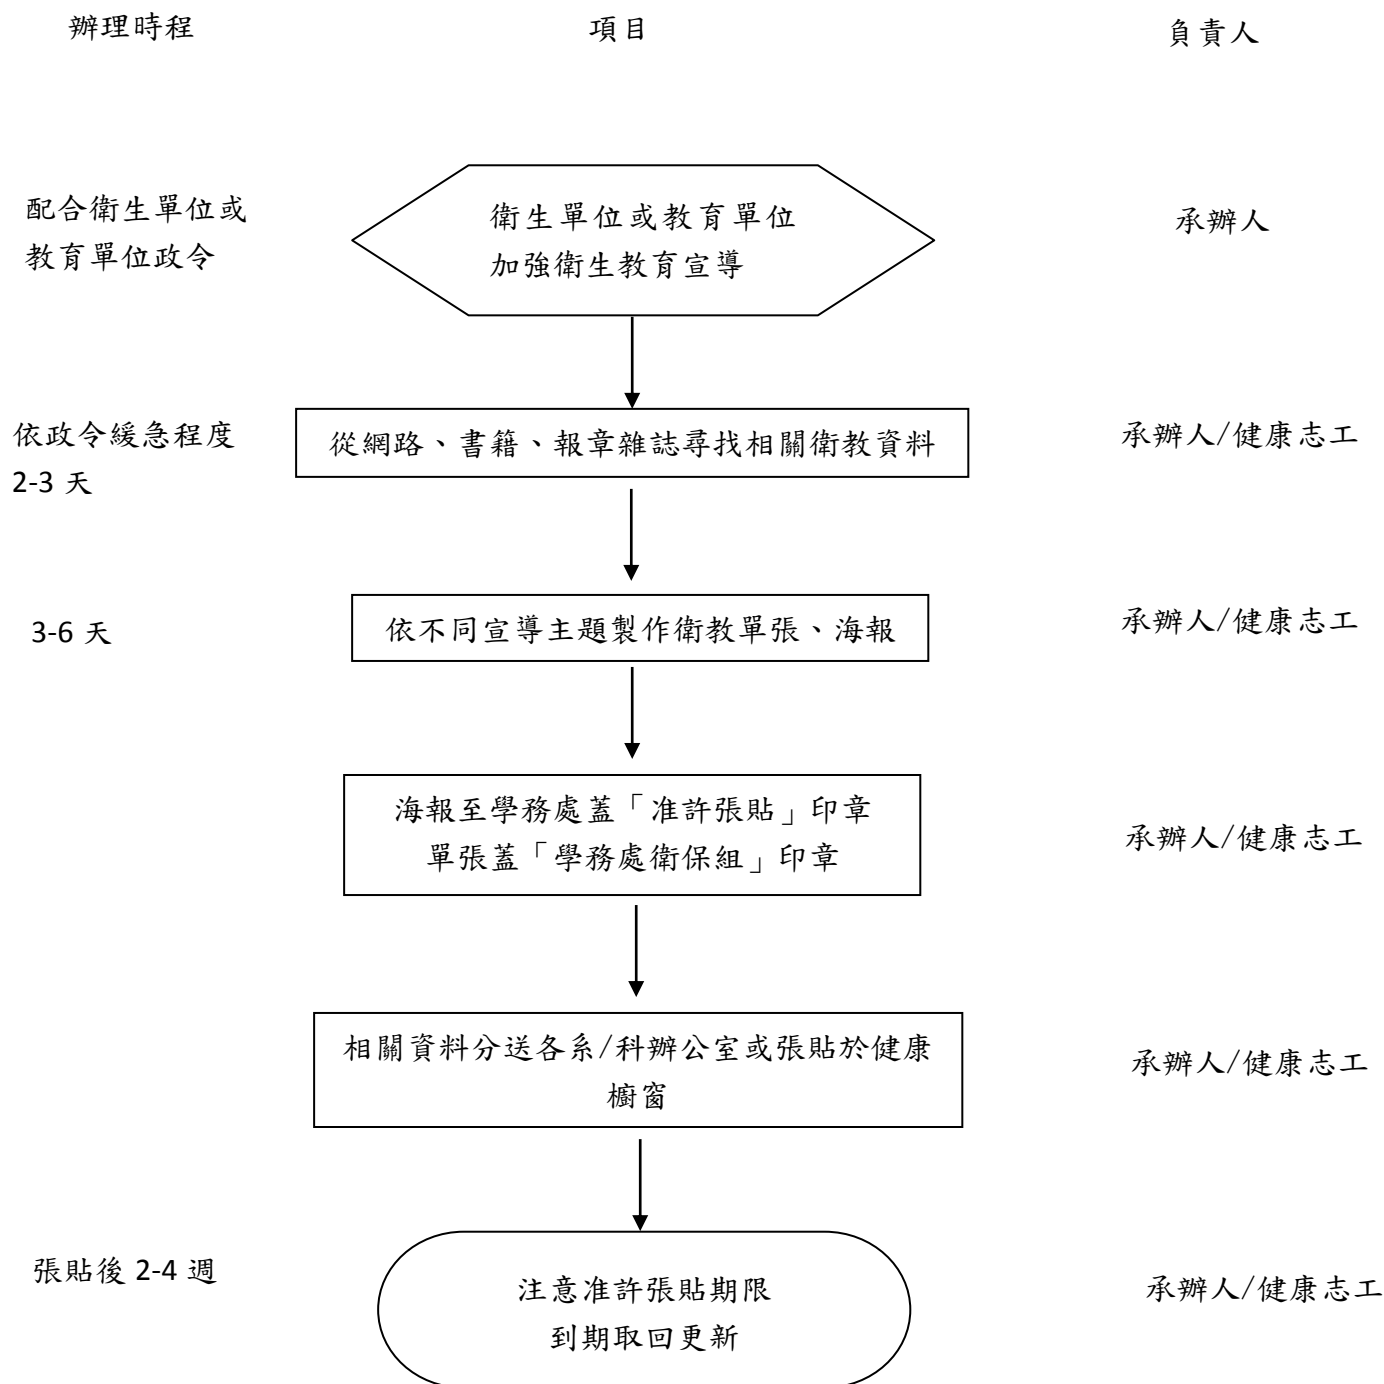 辦理時程
項目
負責人
配合衛生單位或
教育單位政令
衛生單位或教育單位
加強衛生教育宣導
承辦人
依政令緩急程度
2-3 天
從網路、書籍、報章雜誌尋找相關衛教資料
承辦人/健康志工
3-6 天
依不同宣導主題製作衛教單張、海報
承辦人/健康志工
海報至學務處蓋「准許張貼」印章
單張蓋「學務處衛保組」印章
承辦人/健康志工
相關資料分送各系/科辦公室或張貼於健康
櫥窗
承辦人/健康志工
張貼後 2-4 週
注意准許張貼期限
到期取回更新
承辦人/健康志工